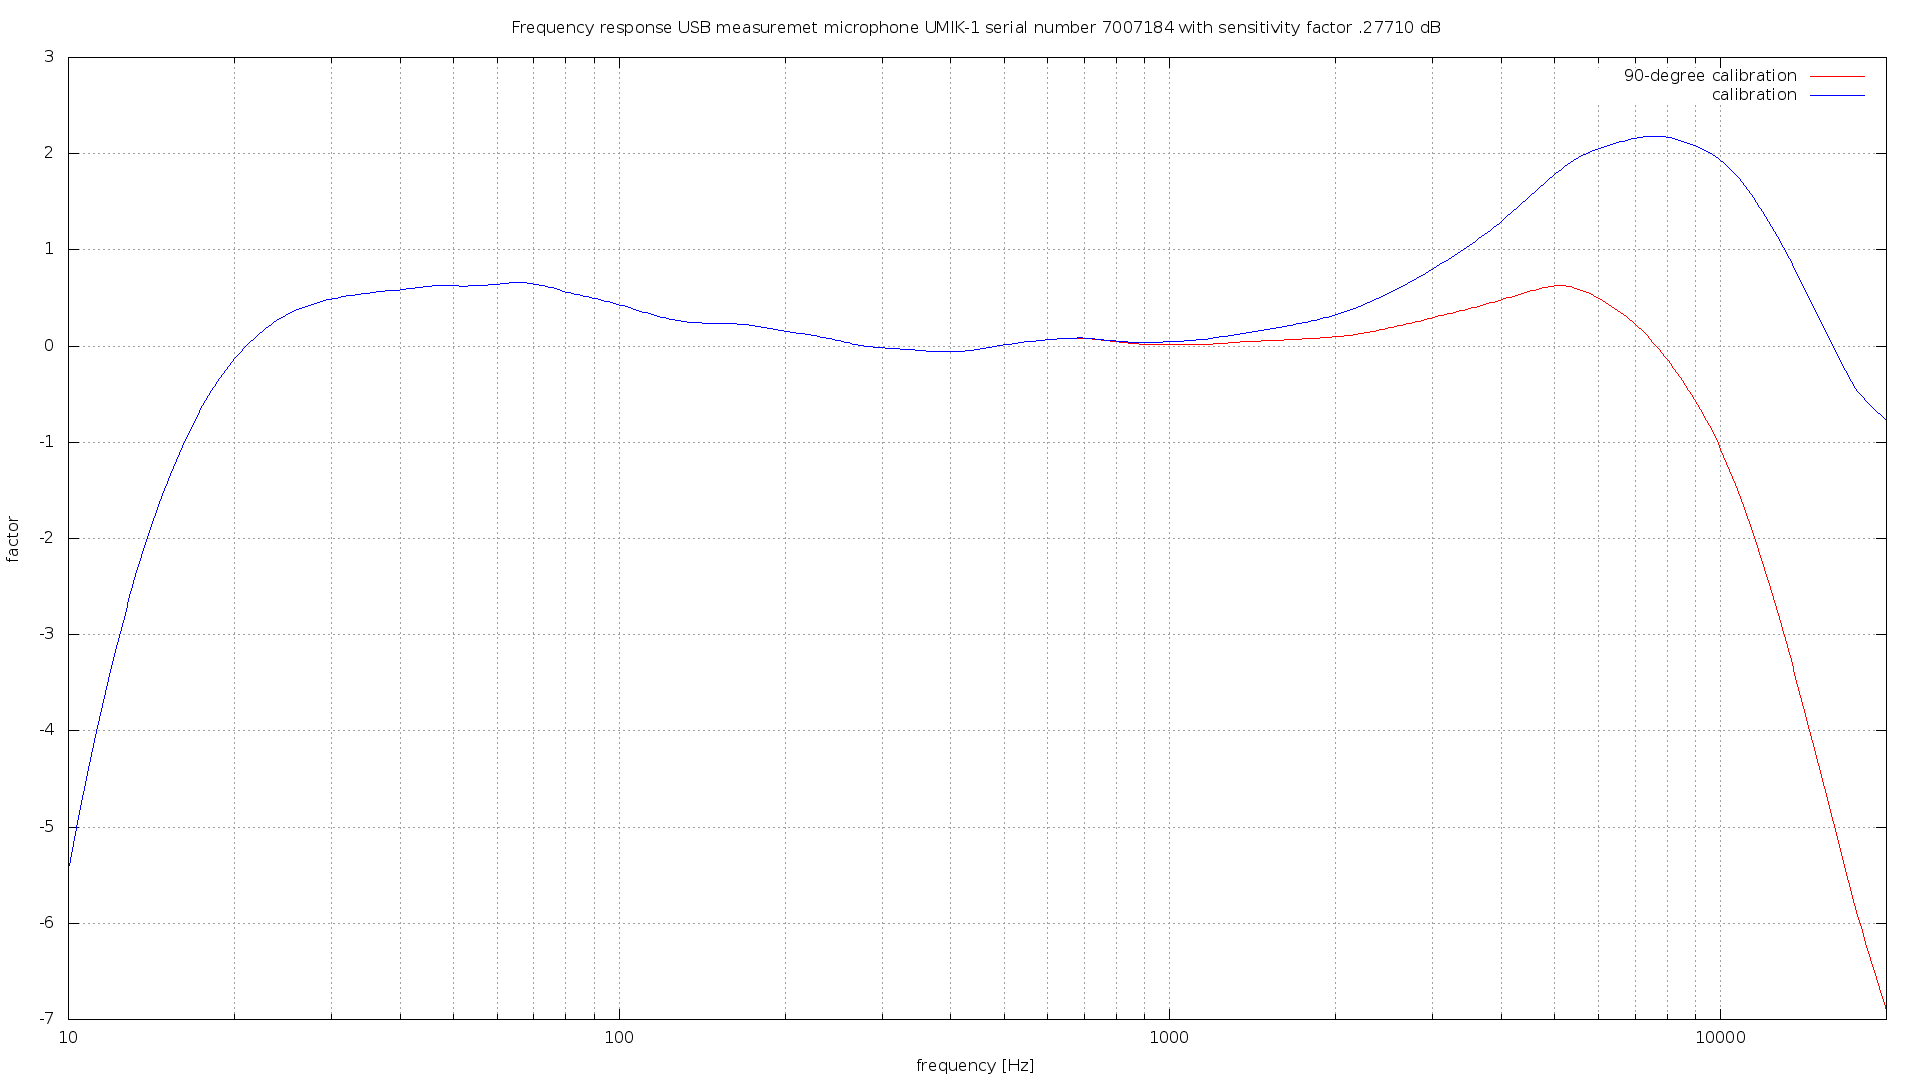 Frequency response USB measuremet microphone UMIK-1 serial number 7007184 with sensitivity factor .27710 dB
90-degree calibration
calibration
3
2
1
0
-1
-2
-3
-4
-5
-6
-7
factor
10 100 1000 10000
frequency [Hz]